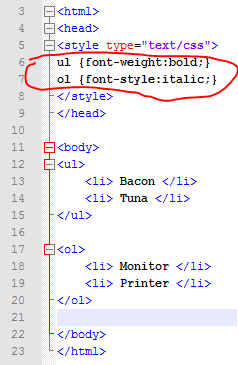 3 <html>
4 <head>
5 <style type="text/css">
6 ul {font-weight:bold;}
7 ol {font-style:italic;}
8 </style>
9 </head>
10
11 <body>
12 <ul>
13 <li> Bacon </li>
14 <li> Tuna </li>
15 </ul>
16
17 <ol>
18 <li> Monitor </li>
19 <li> Printer </li>
20 </ol>
21
22 </body>
23 </html>